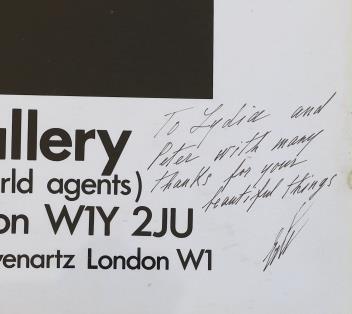 allery
rld agents)
on W1Y 2JU
venartz London W1
To Lydia and
Peter with many
thanks for your
beautiful things